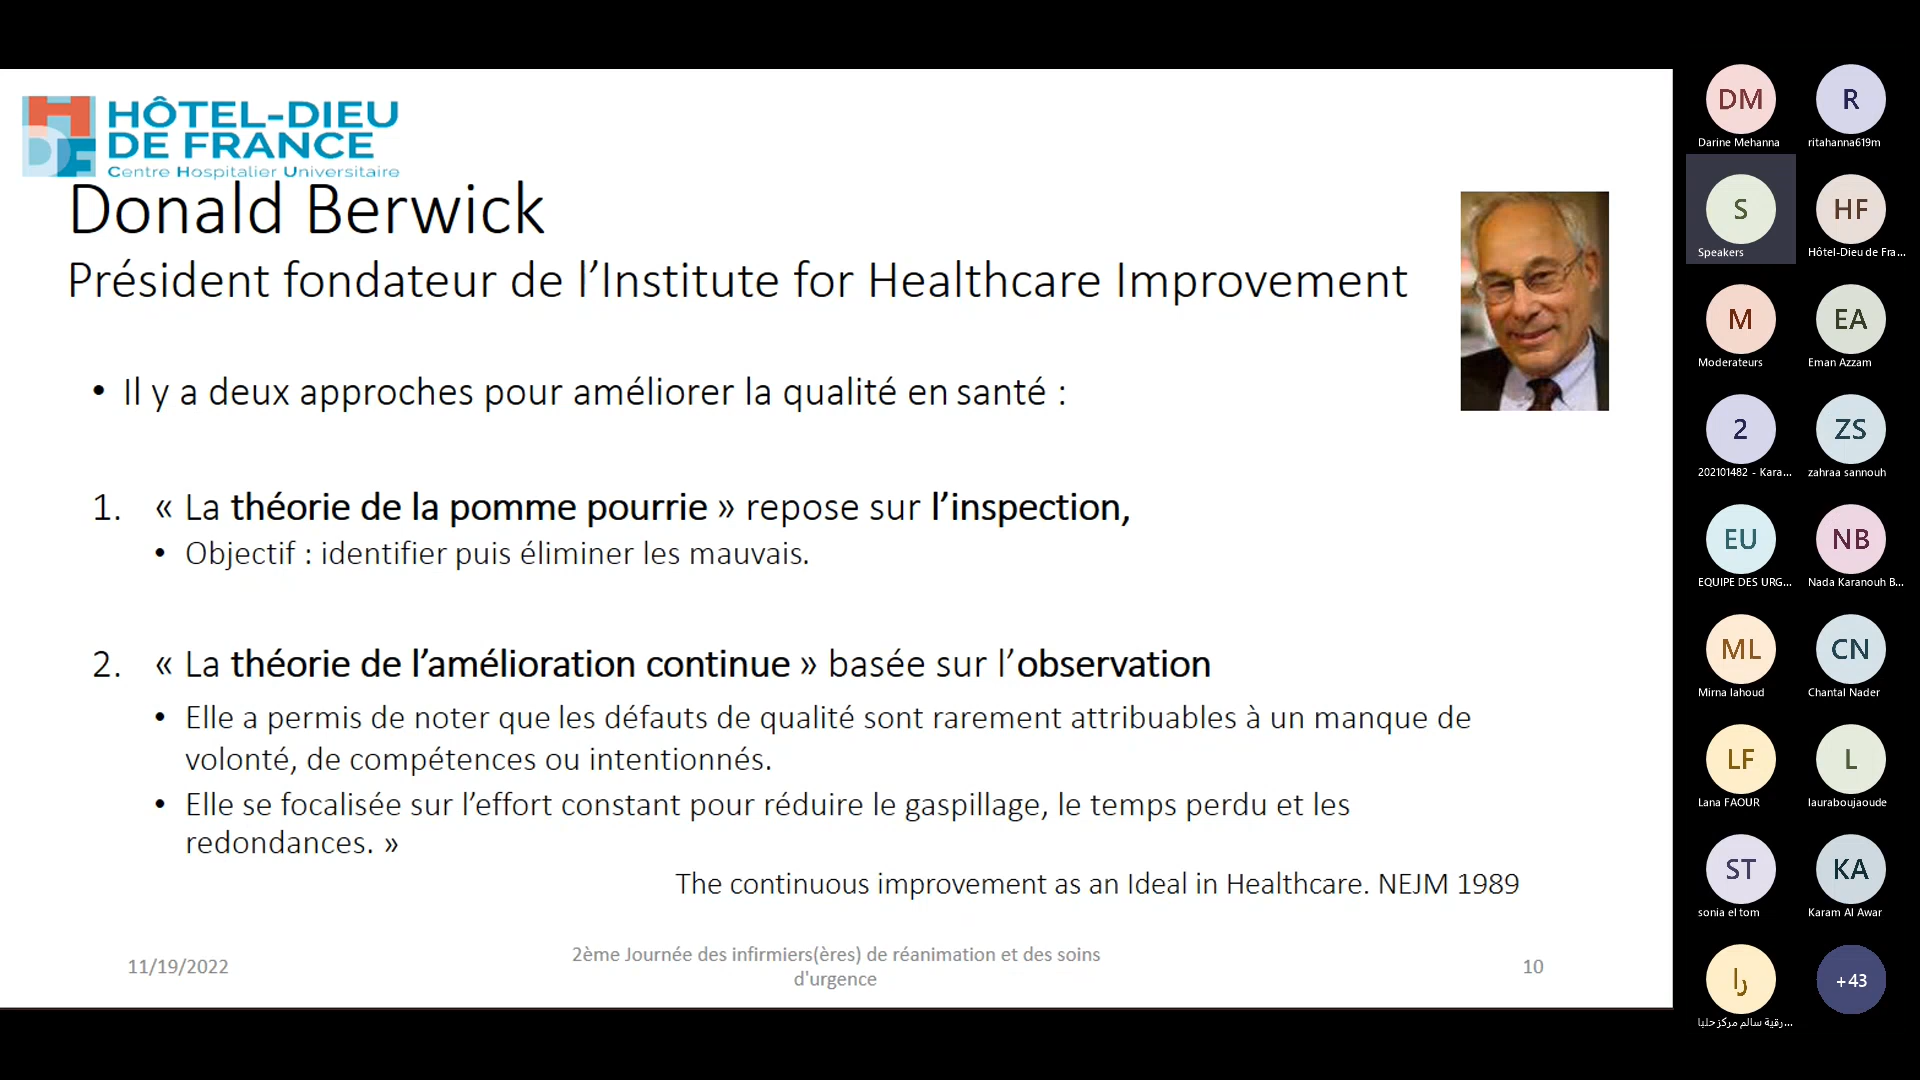 HÔTEL-DIEU
DE FRANCE
Centre Hospitalier Universitaire
Donald Berwick
Président fondateur de l’Institute for Healthcare Improvement
• Il y a deux approches pour améliorer la qualité en santé :
1. « La théorie de la pomme pourrie » repose sur l’inspection,
• Objectif : identifier puis éliminer les mauvais.
2. « La théorie de l’amélioration continue » basée sur l’observation
• Elle a permis de noter que les défauts de qualité sont rarement attribuables à un manque de
volonté, de compétences ou intentionnés.
• Elle se focalisée sur l’effort constant pour réduire le gaspillage, le temps perdu et les
redondances. »
The continuous improvement as an Ideal in Healthcare. NEJM 1989
11/19/2022
2ème Journée des infirmiers(ères) de réanimation et des soins
d'urgence
10
DM
Darine Mehanna
R
ritahanna619m
S
Speakers
HF
Hôtel-Dieu de Fra...
M
Moderateurs
EA
Eman Azzam
2
202101482 - Kara...
ZS
zahraa sannouh
EU
EQUIPE DES URG...
NB
Nada Karanouh B...
ML
Mirna lahoud
CN
Chantal Nader
LF
Lana FAOUR
L
lauraboujaoude
ST
sonia el tom
KA
Karam Al Awar
را
رقية سالم مركز حلبا...
+43